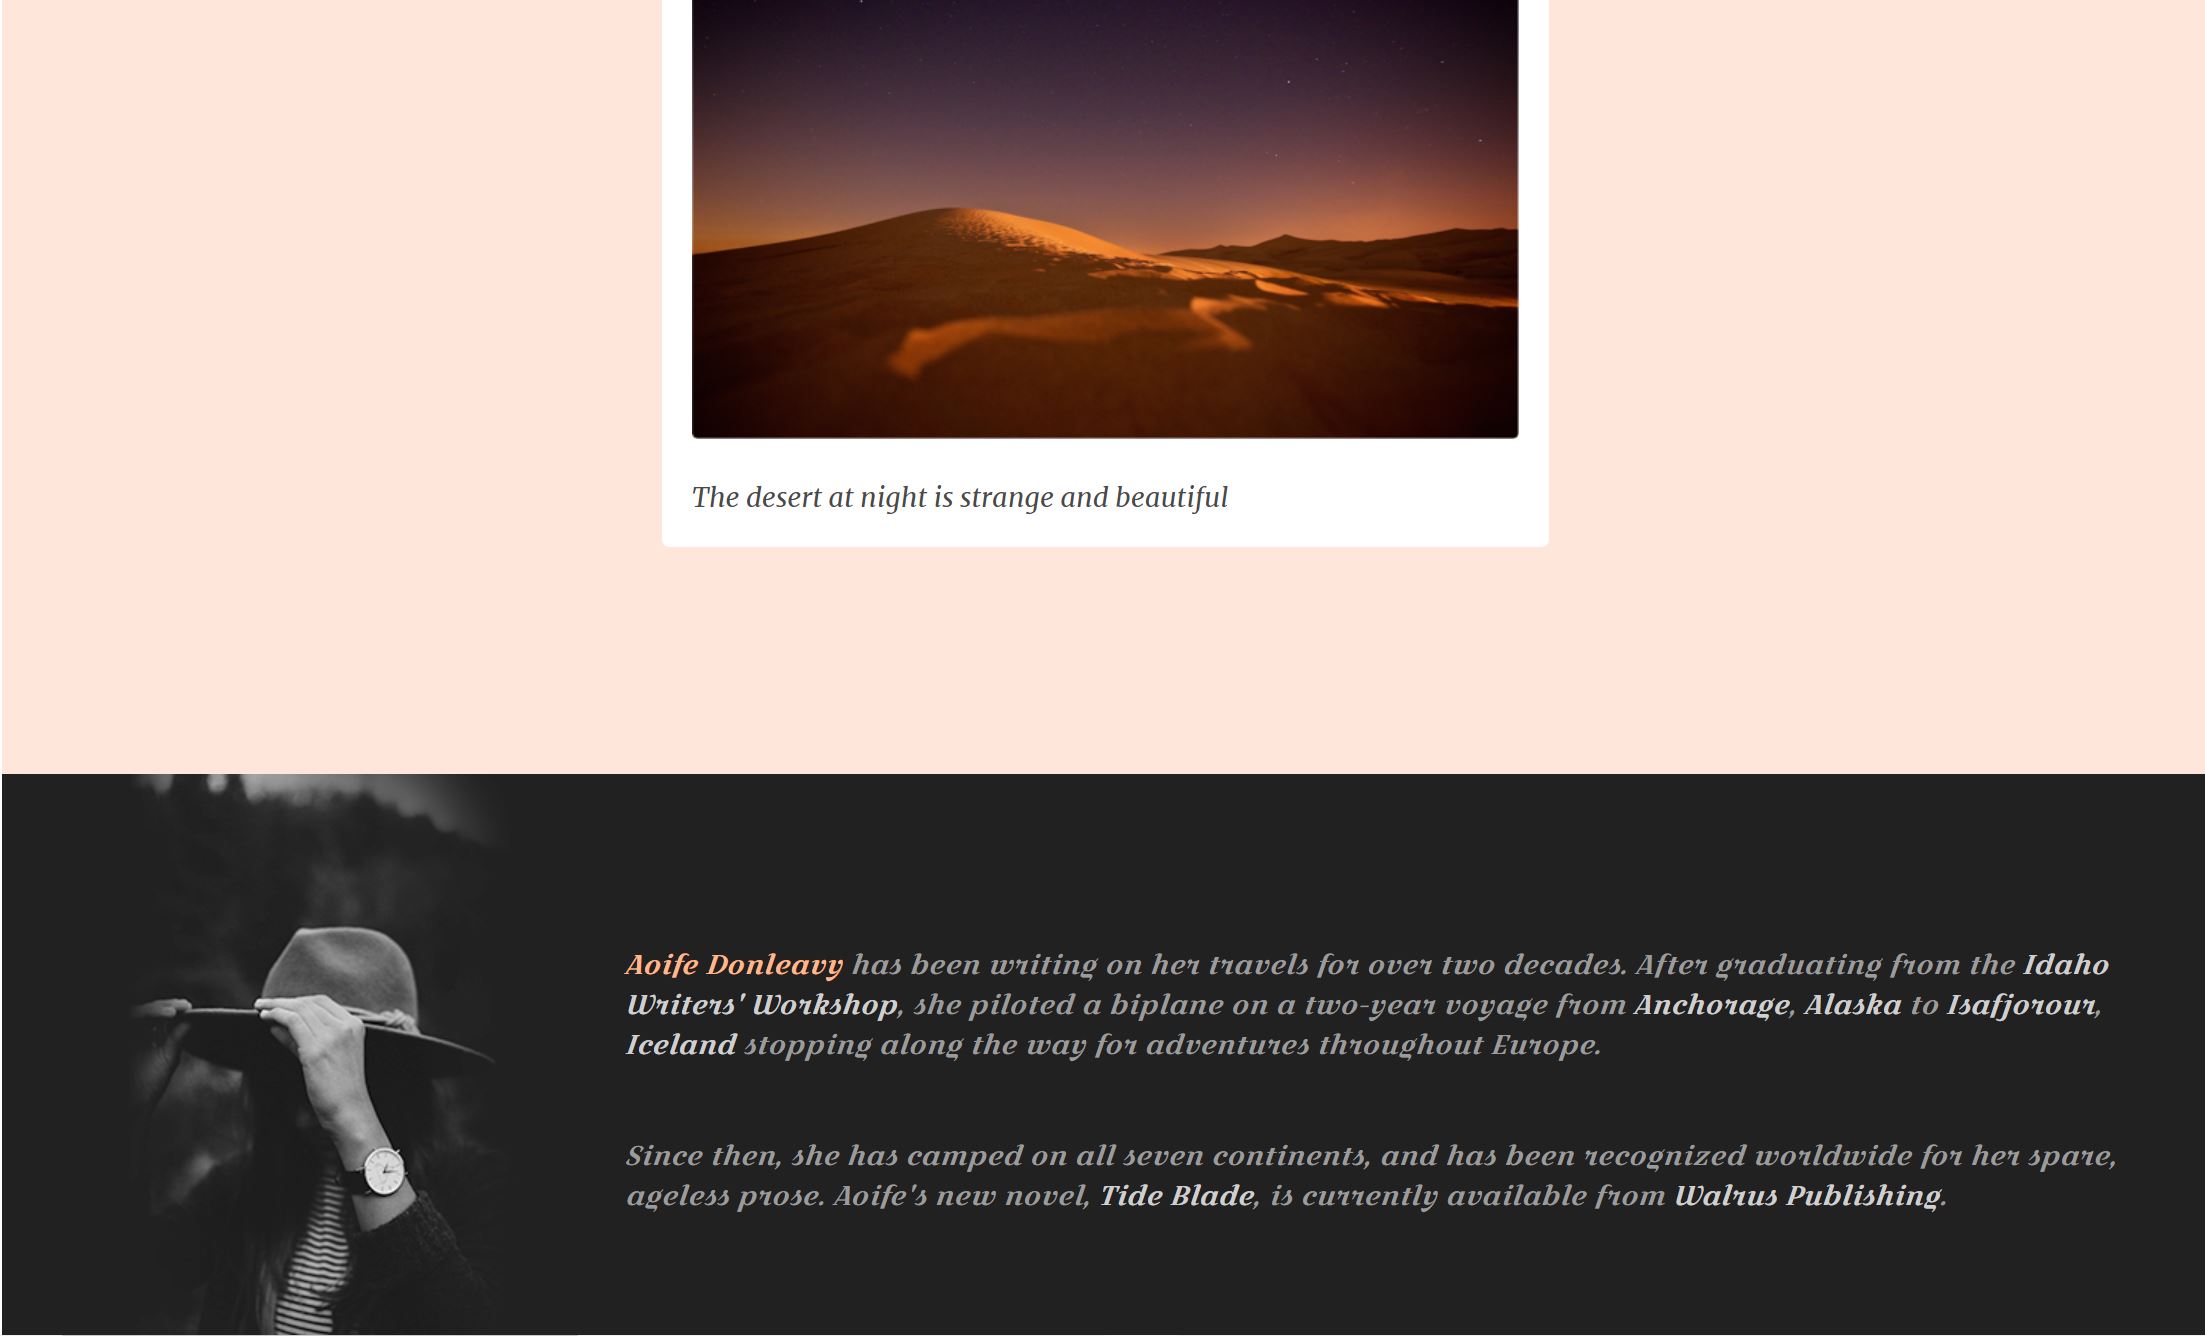 The desert at night is strange and beautiful
Aoife Donleavy has been writing on her travels for over two decades. After graduating from the Idaho
Writers' Workshop, she piloted a biplane on a two-year voyage from Anchorage, Alaska to Isafjorour,
Iceland stopping along the way for adventures throughout Europe.
Since then, she has camped on all seven continents, and has been recognized worldwide for her spare,
ageless prose. Aoife's new novel, Tide Blade, is currently available from Walrus Publishing.